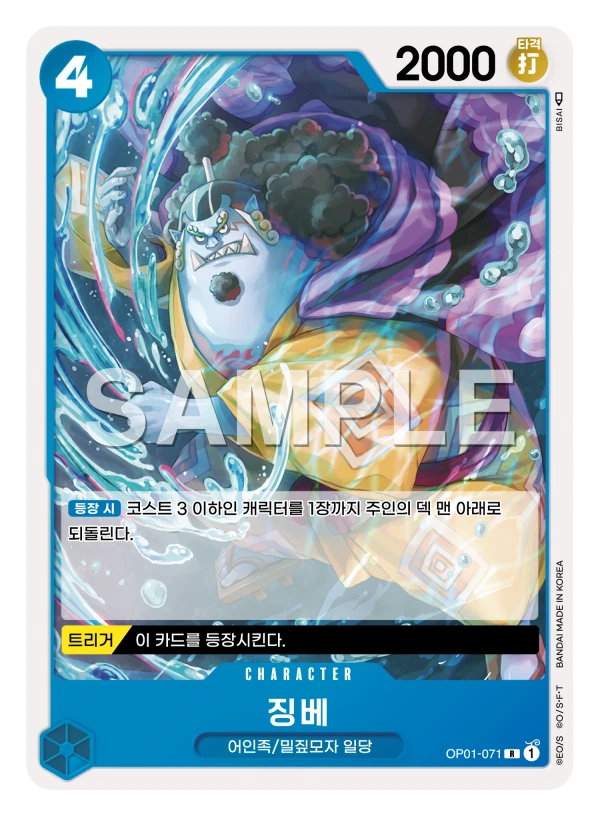 4
2000
타격
打
BISAI
SAMPLE
등장 시 코스트 3 이하인 캐릭터를 1장까지 주인의 덱 맨 아래로
되돌린다.
트리거 이 카드를 등장시킨다.
CHARACTER
징베
어인족/밀짚모자 일당
OP01-071 R 1
©EO/S ©O/S·F·T BANDAI MADE IN KOREA